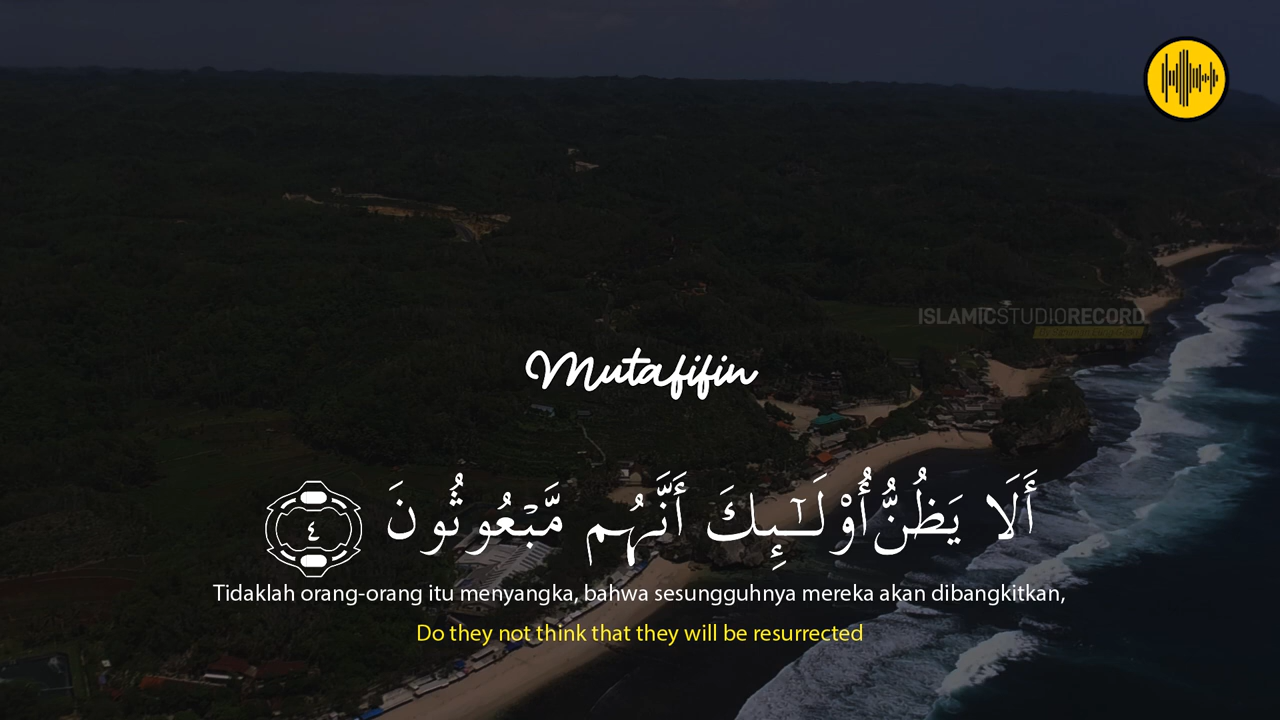 ISLAMICSTUDIORECORD
Mutafifin
أَلَا يَظُنُّ أُوْلَـٰٓئِكَ أَنَّهُم مَّبۡعُوثُونَ ٤
Tidaklah orang-orang itu menyangka, bahwa sesungguhnya mereka akan dibangkitkan,
Do they not think that they will be resurrected